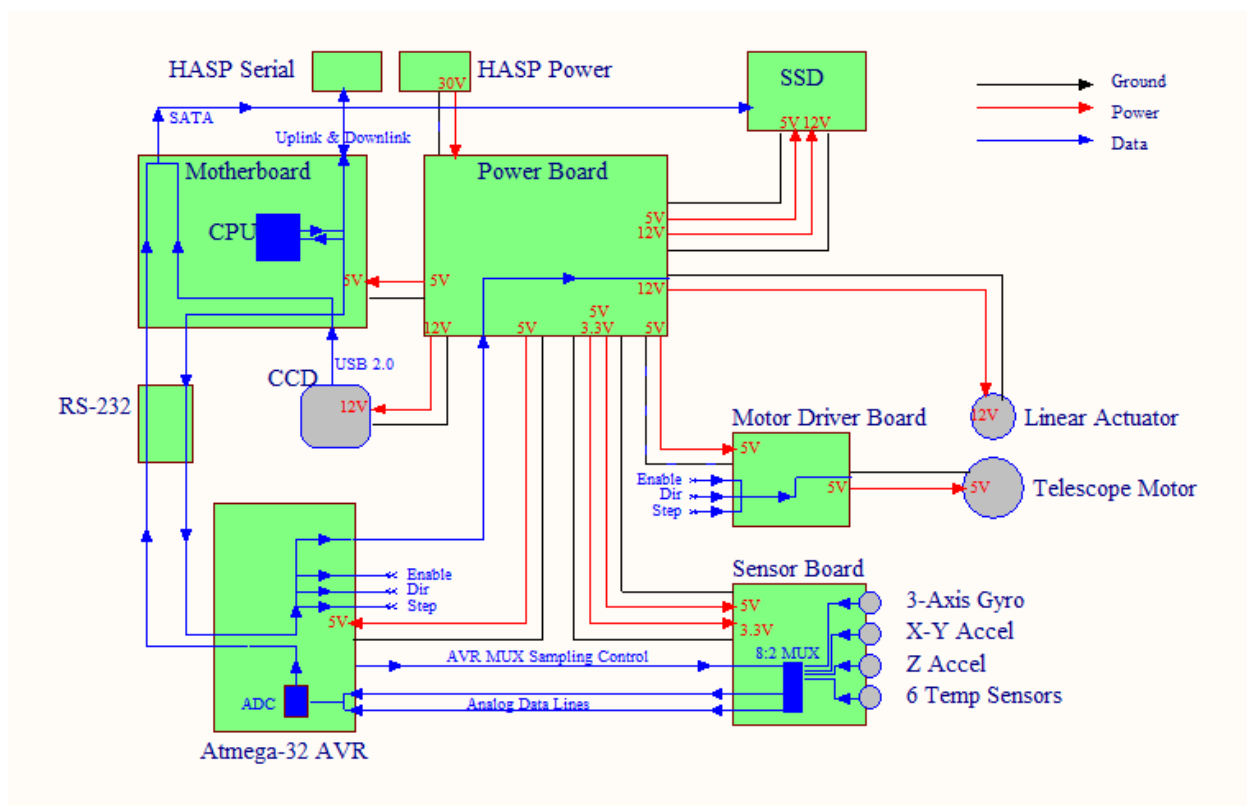 HASP Serial
HASP Power
30V
SSD
5V 12V
Ground
Power
Data
SATA
Uplink & Downlink
Motherboard
CPU
5V
Power Board
5V
12V
5V
12V
12V
5V
5V
3.3V
5V
USB 2.0
CCD
12V
RS-232
Motor Driver Board
5V
5V
Enable
Dir
Step
12V
Linear Actuator
5V
Telescope Motor
Enable
Dir
Step
5V
ADC
Atmega-32 AVR
AVR MUX Sampling Control
Analog Data Lines
Sensor Board
5V
3.3V
8:2 MUX
3-Axis Gyro
X-Y Accel
Z Accel
6 Temp Sensors